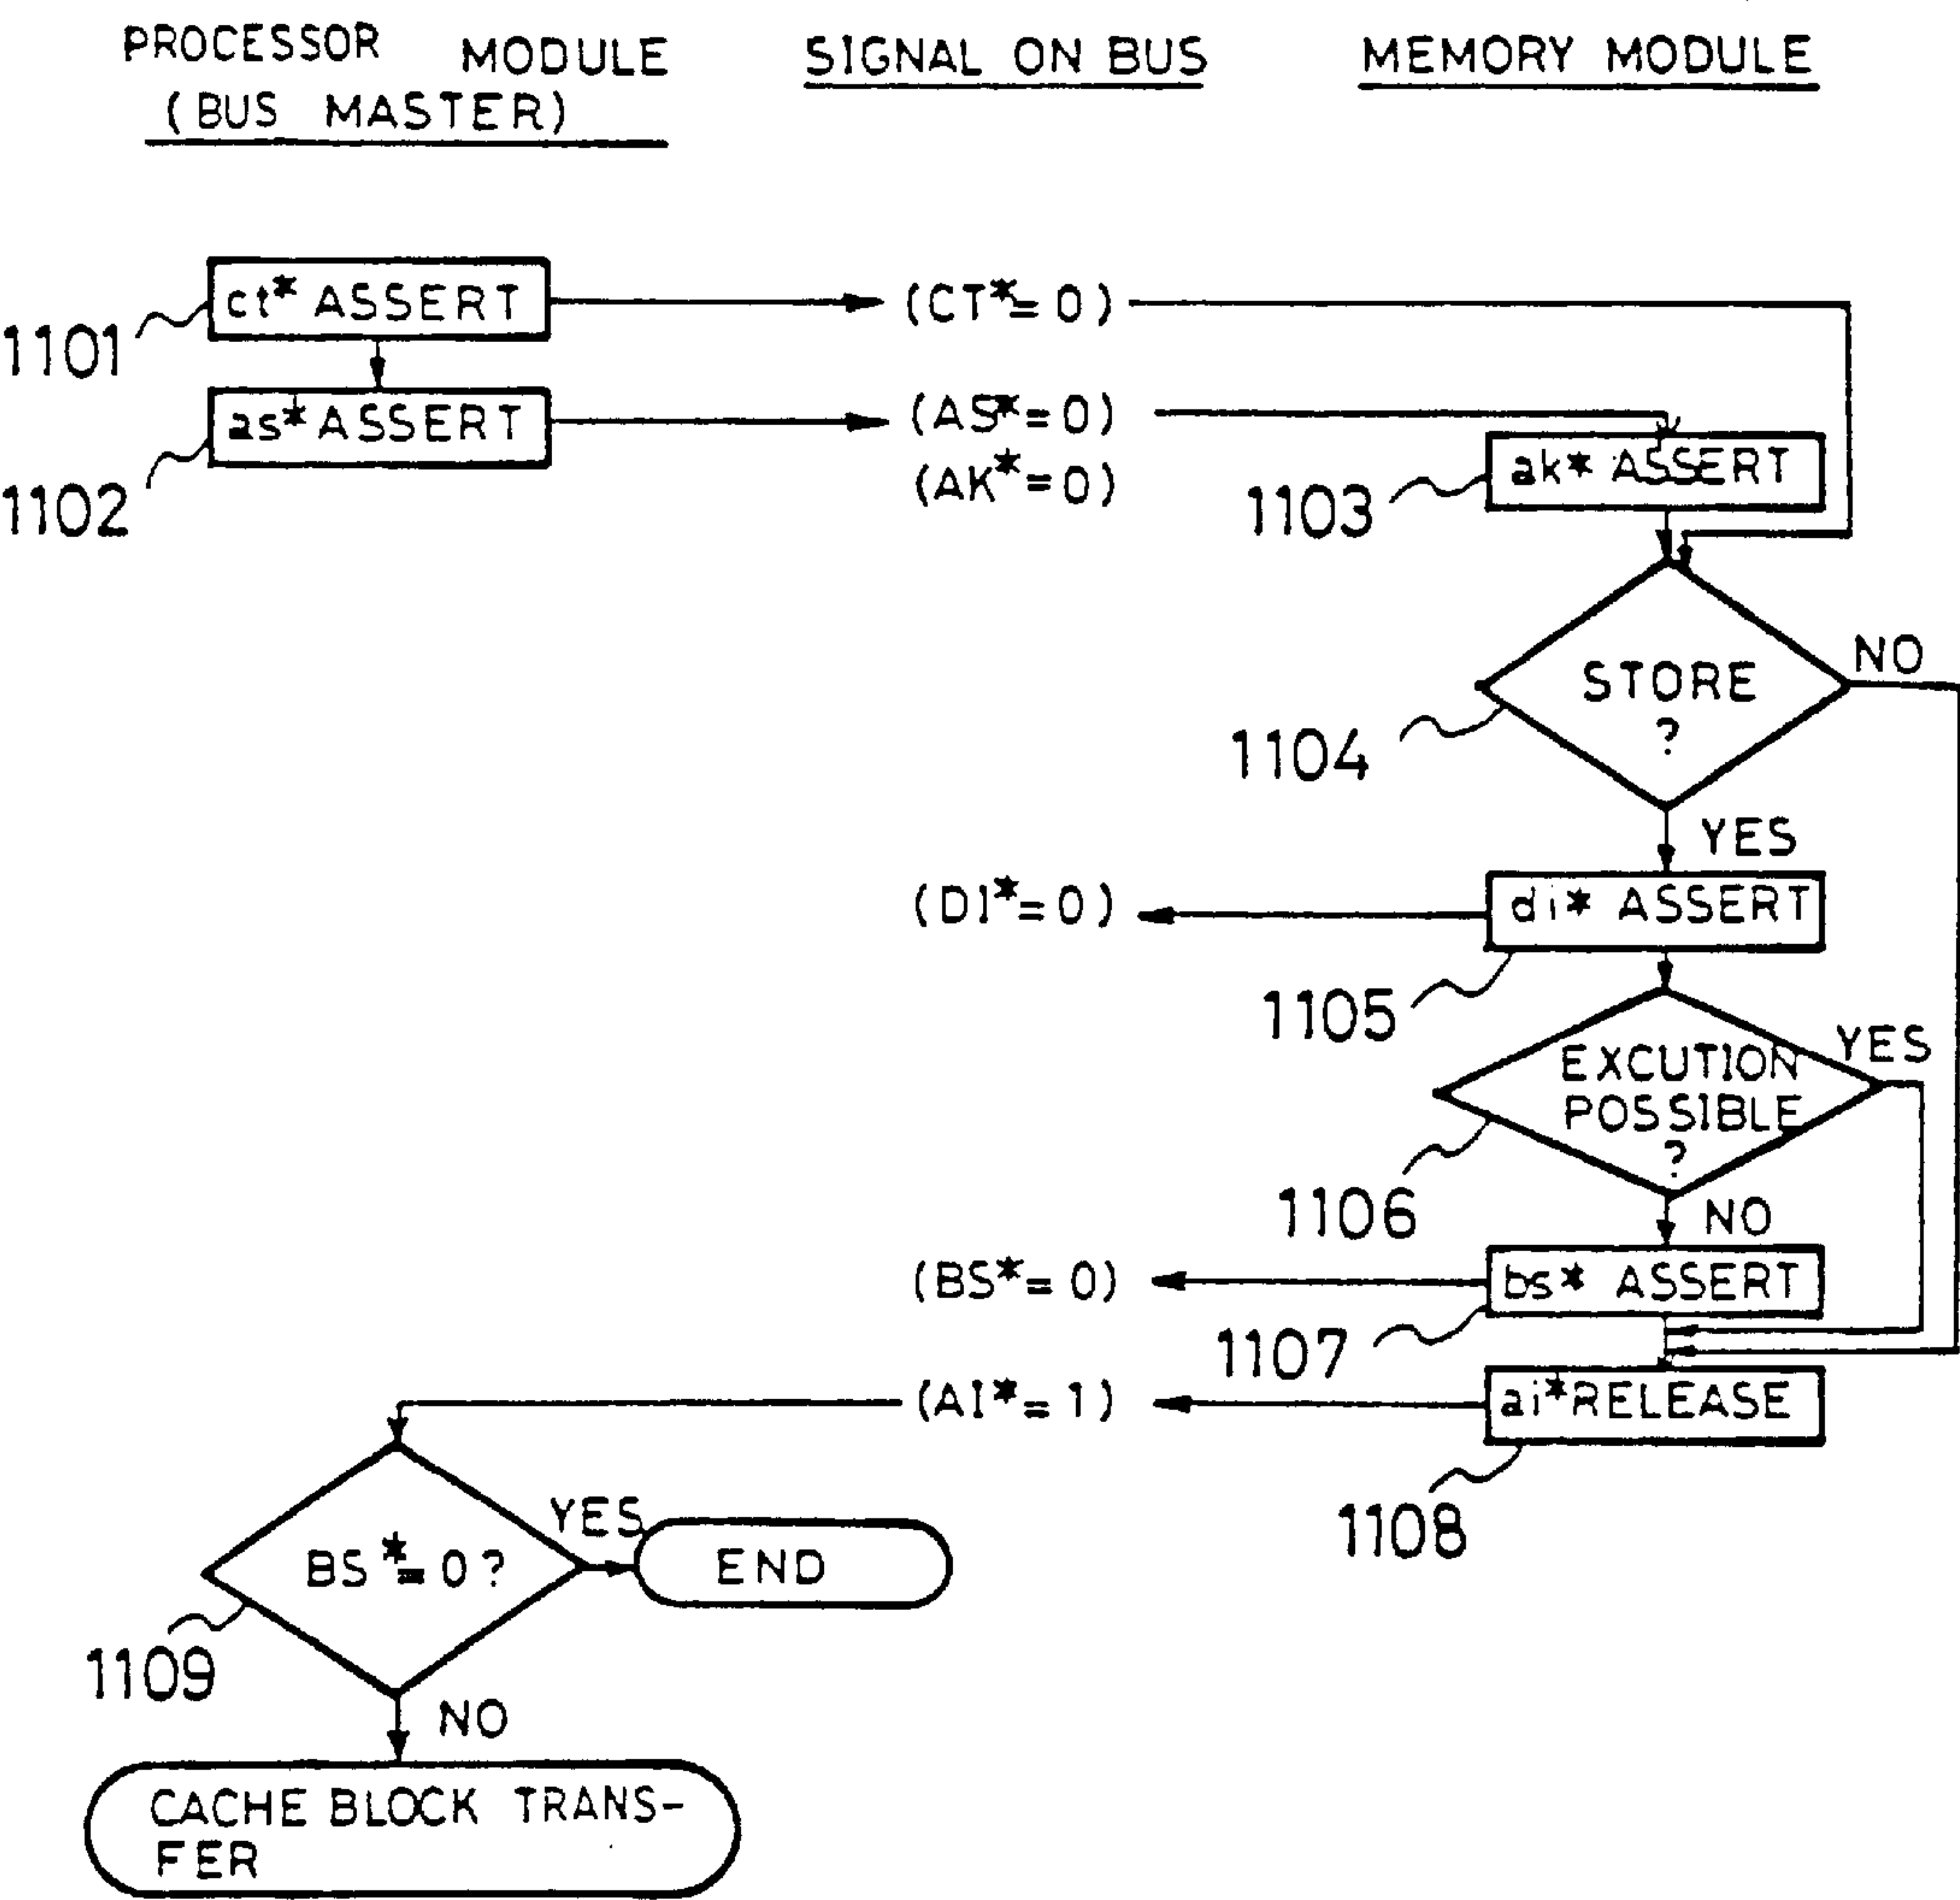 PROCESSOR MODULE
(BUS MASTER)
SIGNAL ON BUS
MEMORY MODULE
ct* ASSERT
(CT*=0)
1101
as* ASSERT
(AS*=0)
(AK*=0)
1102
ak* ASSERT
1103
STORE
?
NO
1104
YES
(DI*=0)
di* ASSERT
1105
EXCUTION
POSSIBLE
?
YES
1106
NO
(BS*=0)
bs* ASSERT
1107
(AI*=1)
ai*RELEASE
1108
BS*=0?
YES
END
1109
NO
CACHE BLOCK TRANS-
FER